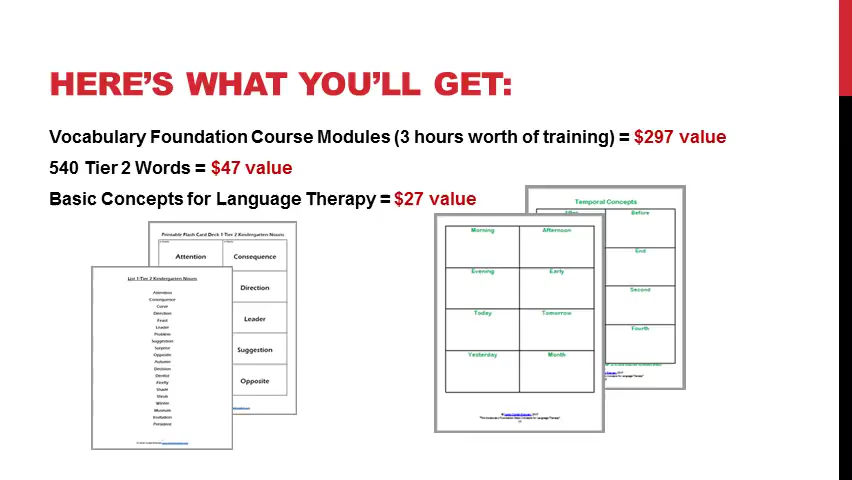 HERE'S WHAT YOU'LL GET:
Vocabulary Foundation Course Modules (3 hours worth of training) = $297 value
540 Tier 2 Words = $47 value
Basic Concepts for Language Therapy = $27 value
Printable Flash Card Deck 1 Tier 2 Kindergarten Nouns
Attention
Consequence
Direction
Leader
Suggestion
Opposite
List 1 Tier 2 Kindergarten Nouns
Attention
Consequence
Curve
Direction
Feast
Leader
Problem
Suggestion
Surprise
Opposite
Autumn
Decision
Dentist
Firefly
Winter
Museum
Invitation
President
Temporal Concepts
After
Before
End
Second
Fourth
Morning
Afternoon
Evening
Early
Today
Tomorrow
Yesterday
Month